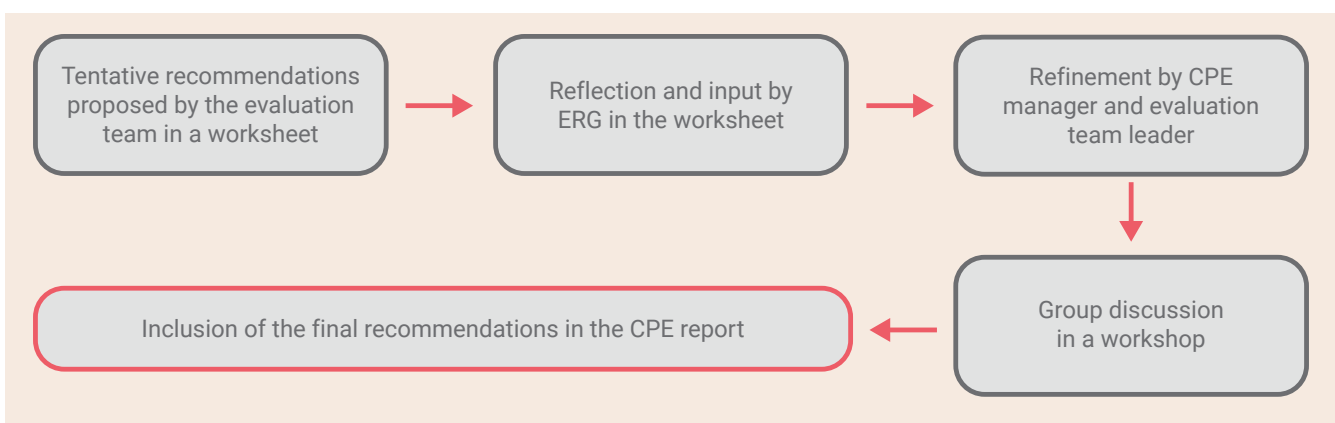 Tentative recommendations
proposed by the evaluation
team in a worksheet
Reflection and input by
ERG in the worksheet
Refinement by CPE
manager and evaluation
team leader
Group discussion
in a workshop
Inclusion of the final recommendations in the CPE report